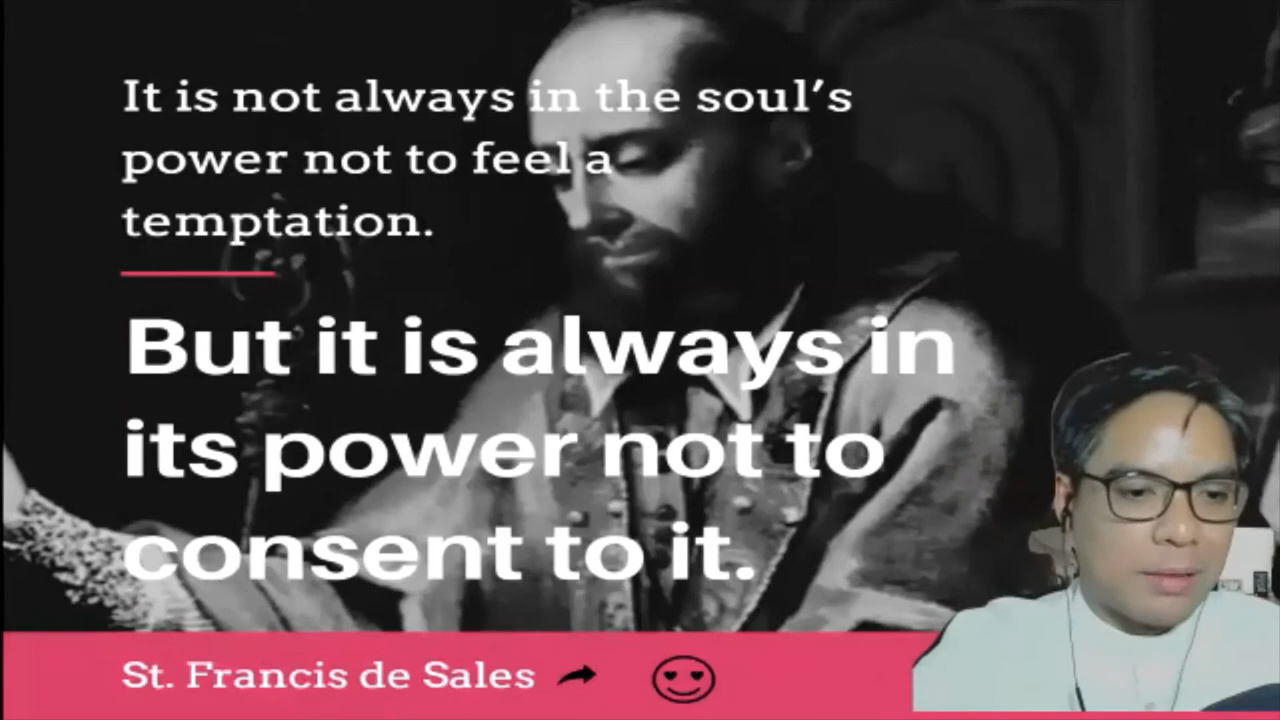 It is not always in the soul’s
power not to feel a
temptation.
But it is always in
its power not to
consent to it.
St. Francis de Sales